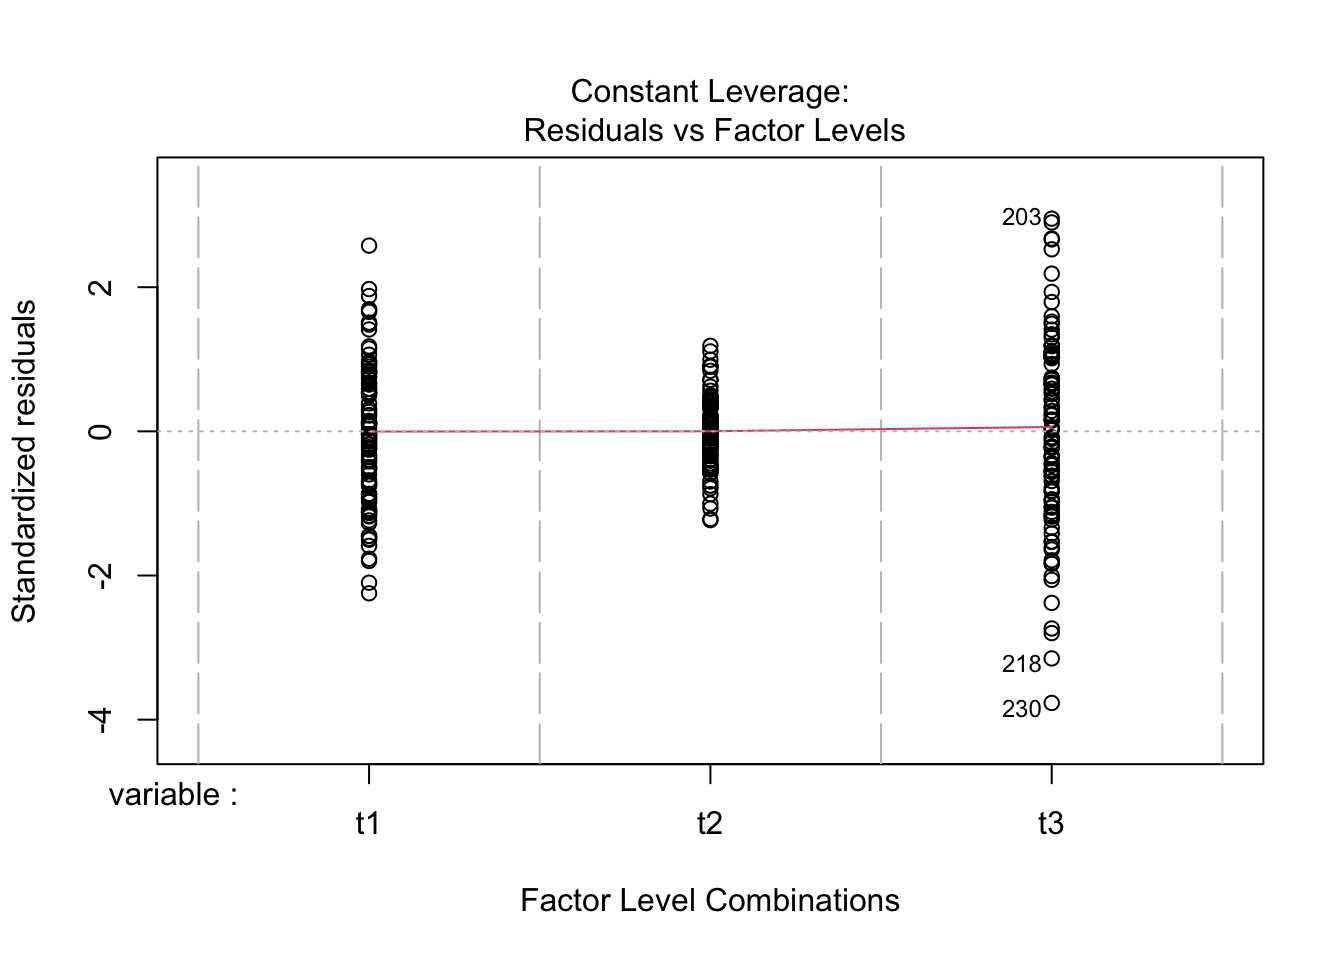 Constant Leverage:
Residuals vs Factor Levels
Standardized residuals
2
0
-2
-4
203
218
230
variable :
t1 t2 t3
Factor Level Combinations